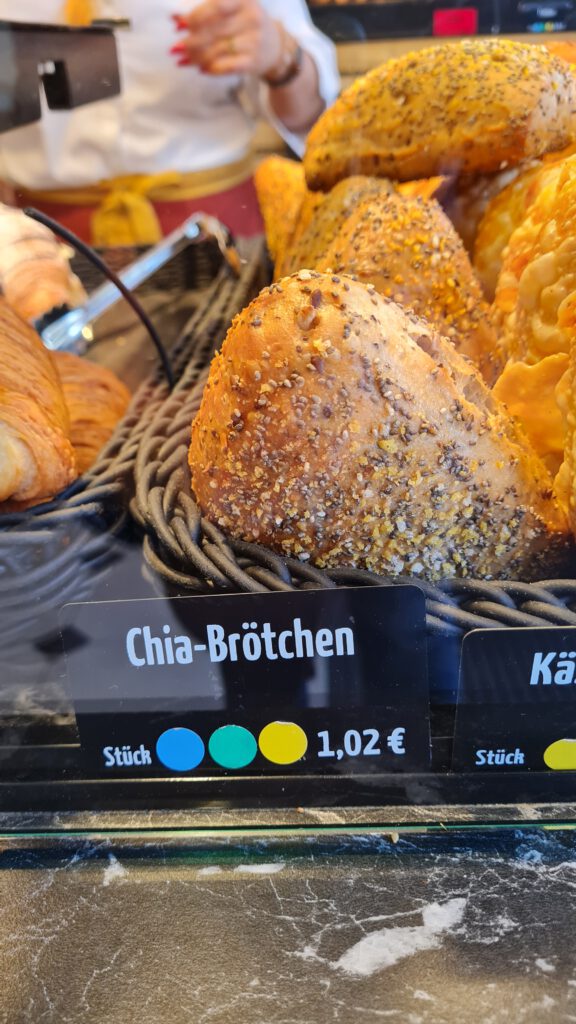 Chia-Brötchen
Stück 1,02 €
Stück